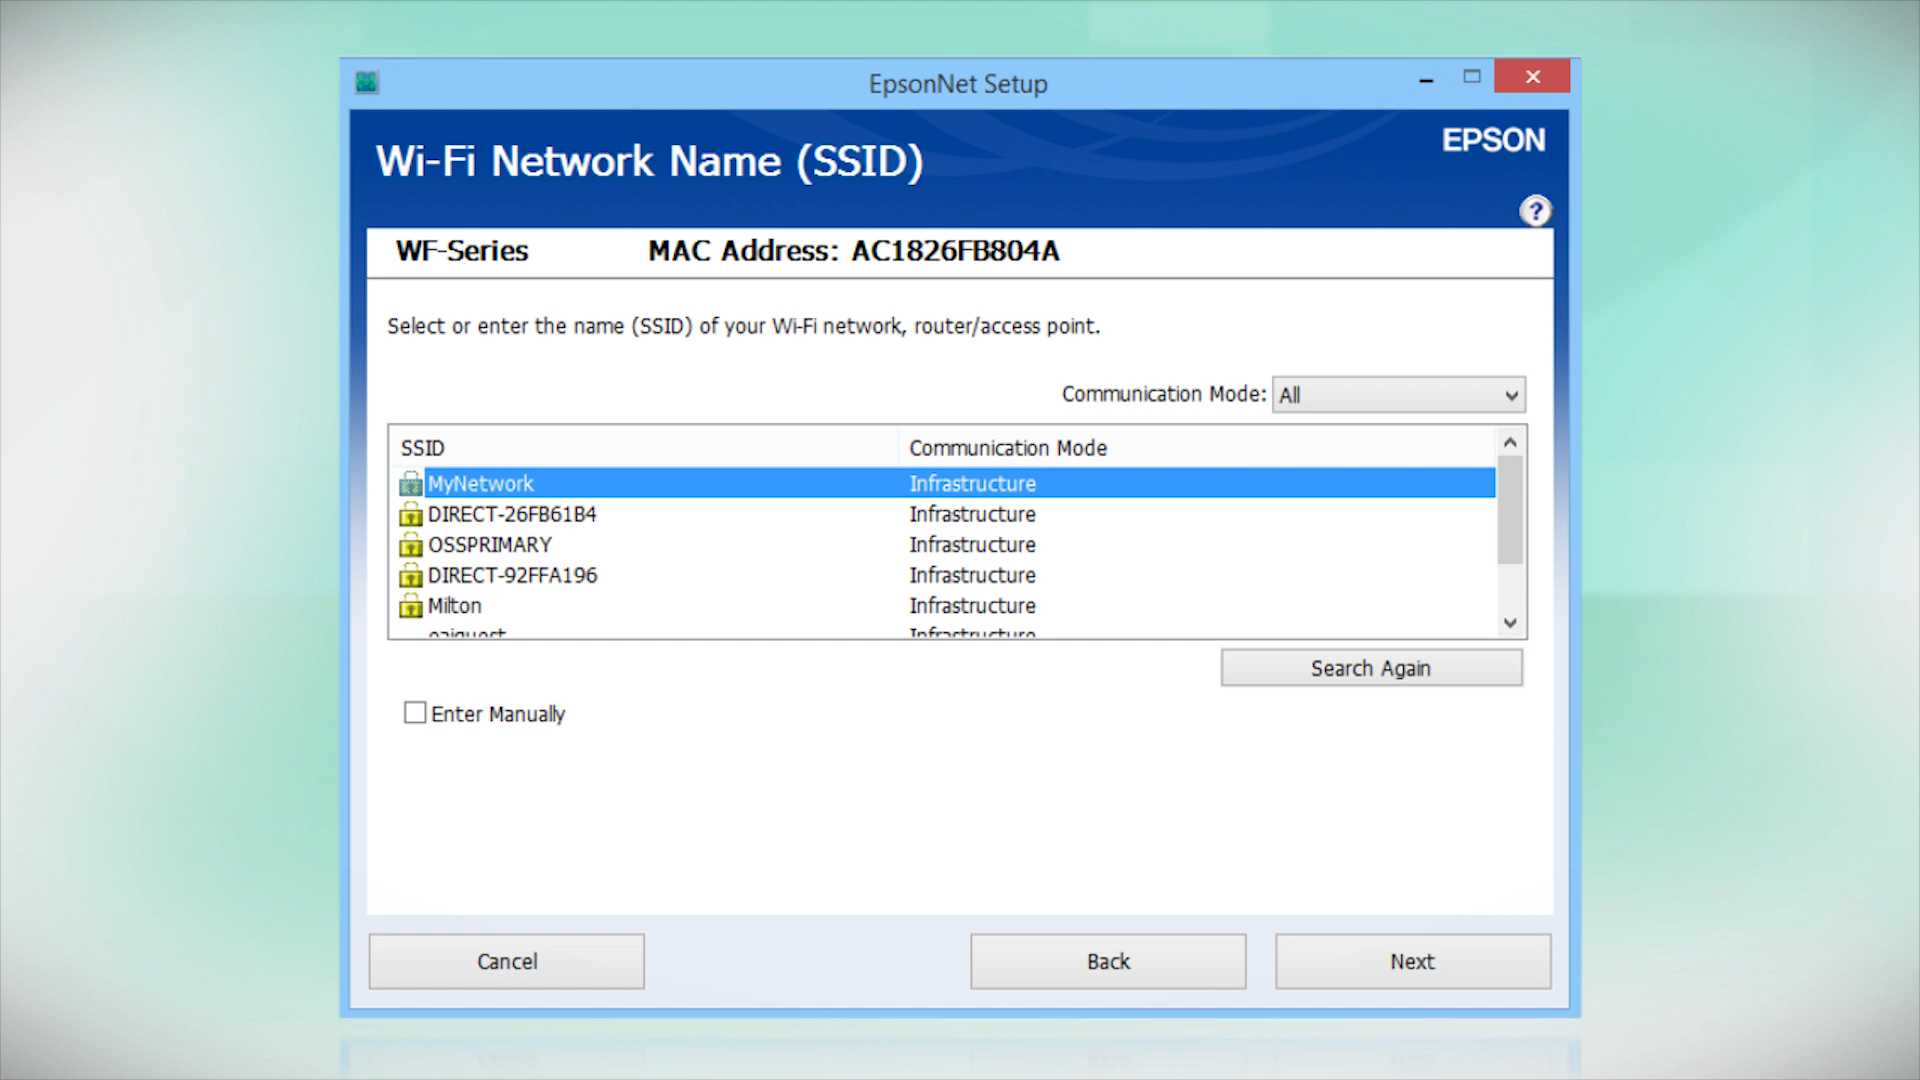 EpsonNet Setup
Wi-Fi Network Name (SSID)
EPSON
?
WF-Series MAC Address: AC1826FB804A
Select or enter the name (SSID) of your Wi-Fi network, router/access point.
Communication Mode: All
SSID Communication Mode
MyNetwork Infrastructure
DIRECT-26FB61B4 Infrastructure
OSSPRIMARY Infrastructure
DIRECT-92FFA196 Infrastructure
Milton Infrastructure
Infrastructure
Search Again
Enter Manually
Cancel Back Next